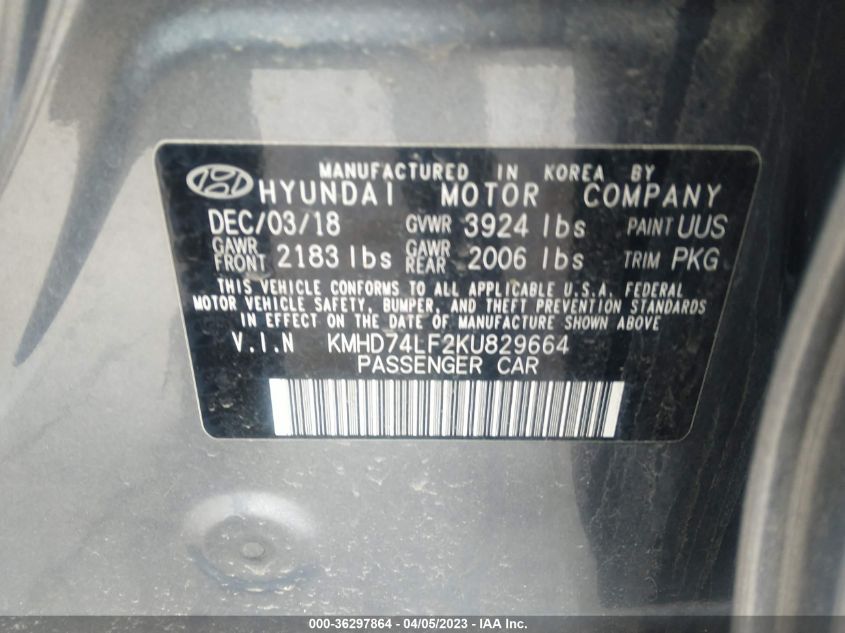 MANUFACTURED IN KOREA BY
HYUNDAI MOTOR COMPANY
DEC/03/18 GVWR 3924 lbs PAINT UUS
GAWR FRONT 2183 lbs GAWR REAR 2006 lbs TRIM PKG
THIS VEHICLE CONFORMS TO ALL APPLICABLE U.S.A. FEDERAL
MOTOR VEHICLE SAFETY, BUMPER, AND THEFT PREVENTION STANDARDS
IN EFFECT ON THE DATE OF MANUFACTURE SHOWN ABOVE
V.I.N KMHD74LF2KU829664
PASSENGER CAR
000-36297864 - 04/05/2023 - IAA Inc.